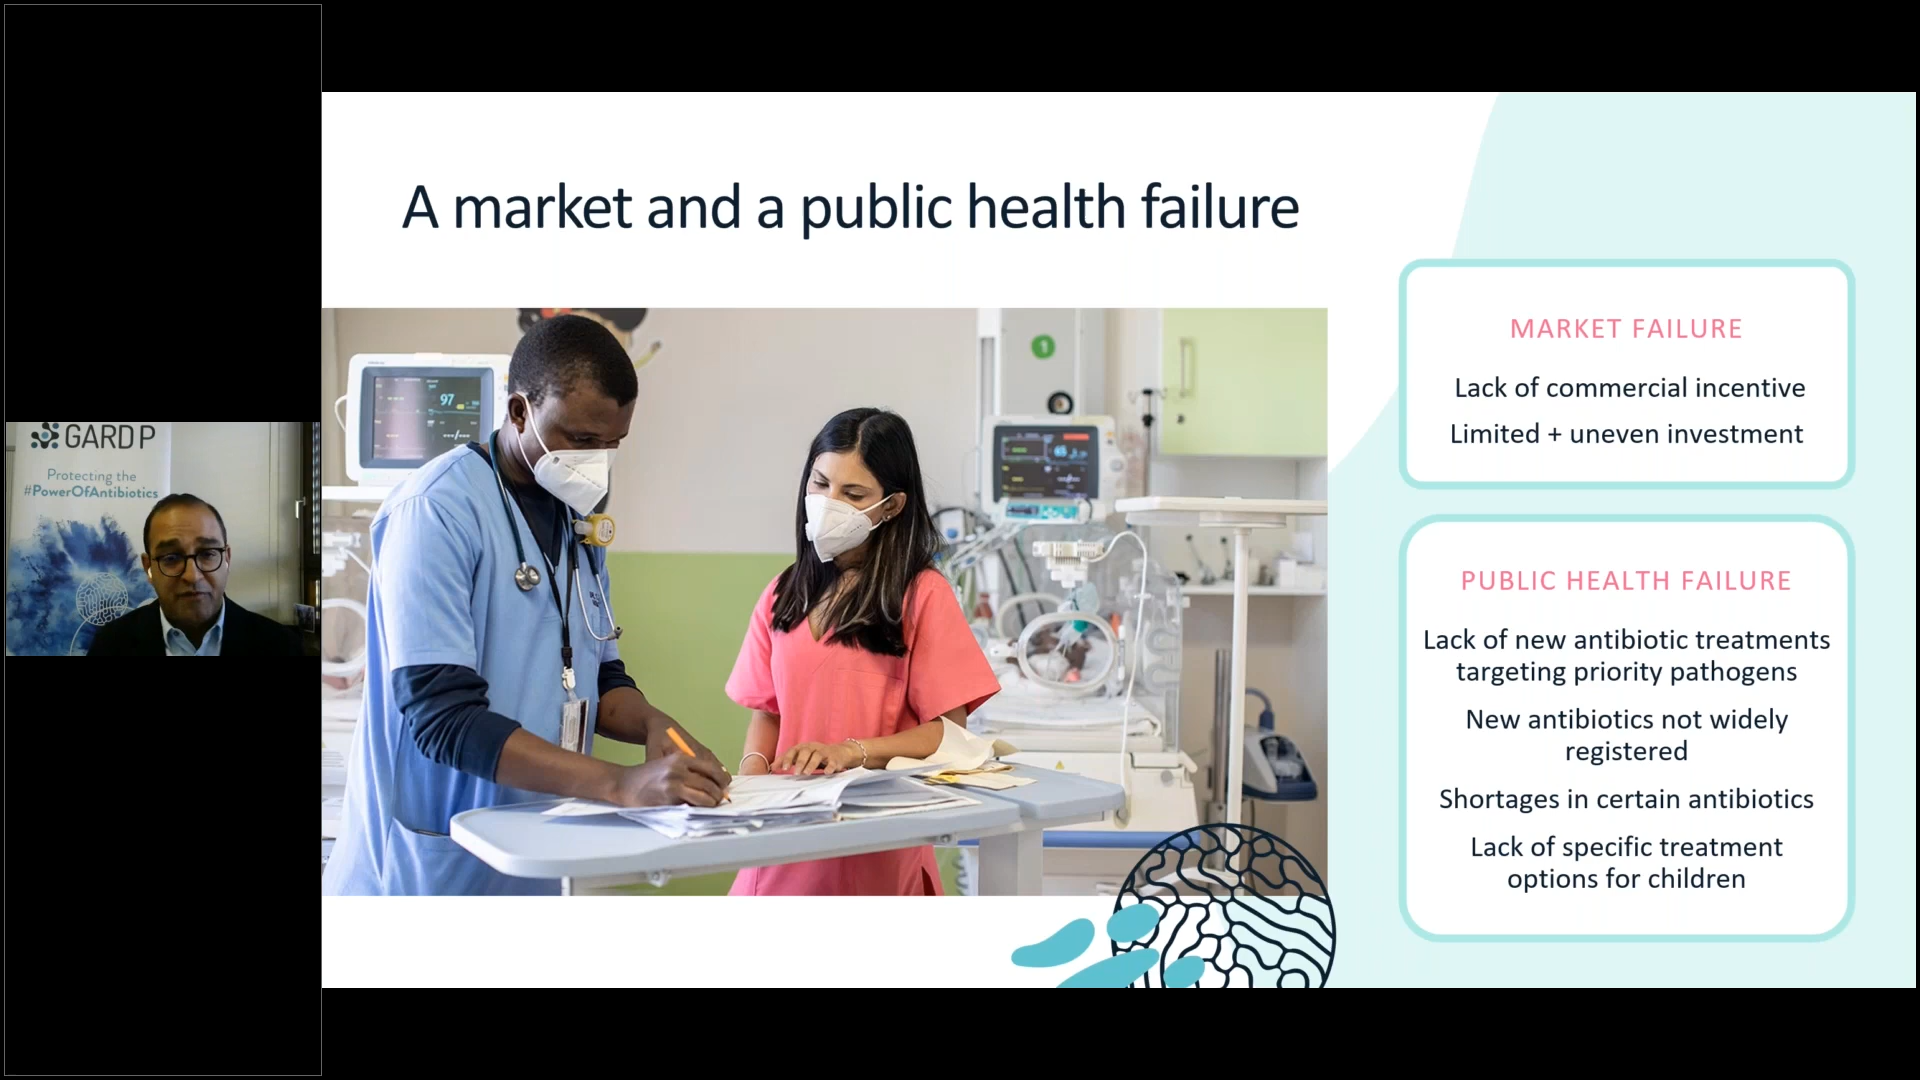 GARDP
Protecting the
#PowerOfAntibiotics
A market and a public health failure
97
1
MARKET FAILURE
Lack of commercial incentive
Limited + uneven investment
PUBLIC HEALTH FAILURE
Lack of new antibiotic treatments
targeting priority pathogens
New antibiotics not widely
registered
Shortages in certain antibiotics
Lack of specific treatment
options for children